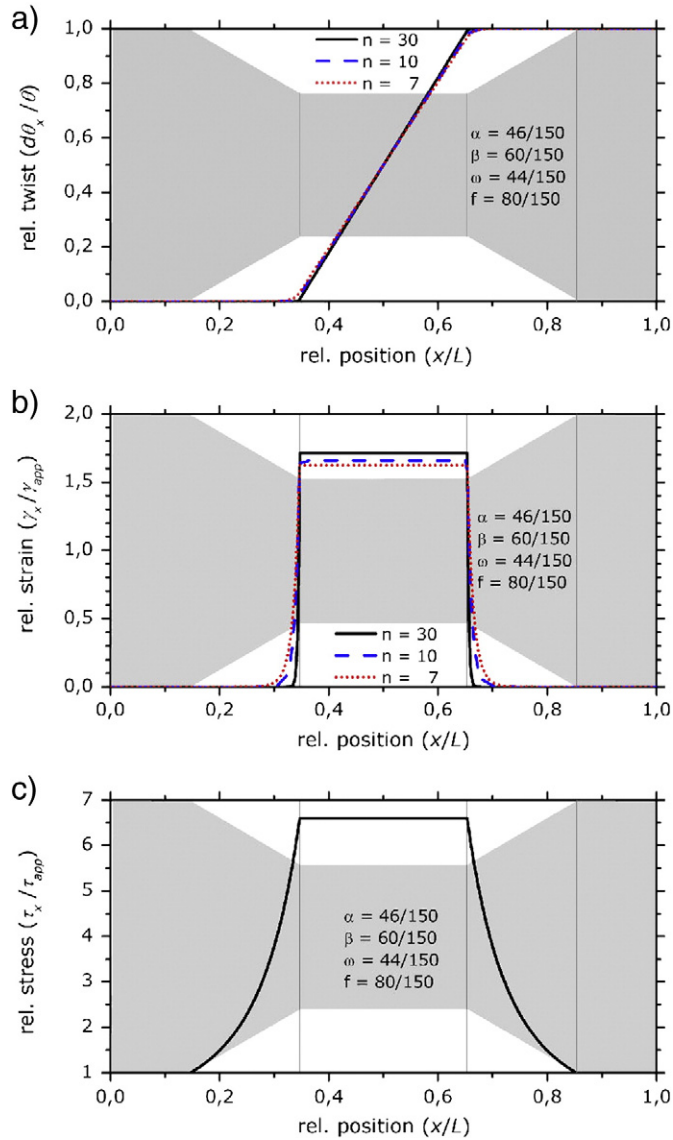 a)
1,0
0,8
0,6
0,4
0,2
0,0
rel. twist (dθx/θ)
n = 30
n = 10
n = 7
α = 46/150
β = 60/150
ω = 44/150
f = 80/150
0,0 0,2 0,4 0,6 0,8 1,0
rel. position (x/L)
b)
2,0
1,5
1,0
0,5
0,0
rel. strain (γx/γapp)
α = 46/150
β = 60/150
ω = 44/150
f = 80/150
n = 30
n = 10
n = 7
0,0 0,2 0,4 0,6 0,8 1,0
rel. position (x/L)
c)
7
6
5
4
3
2
1
rel. stress (τx/τapp)
α = 46/150
β = 60/150
ω = 44/150
f = 80/150
0,0 0,2 0,4 0,6 0,8 1,0
rel. position (x/L)